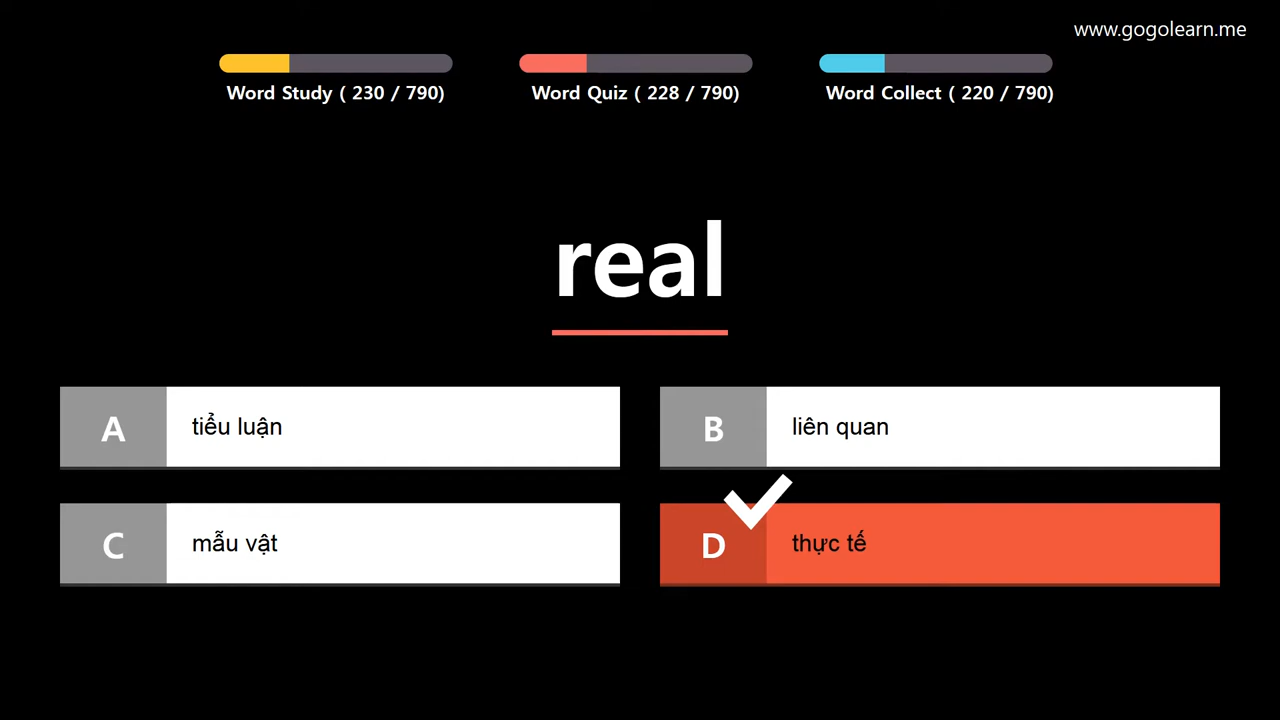 www.gogolearn.me
Word Study ( 230 / 790)
Word Quiz ( 228 / 790)
Word Collect ( 220 / 790)
real
A
tiểu luận
B
liên quan
C
mẫu vật
D
thực tế